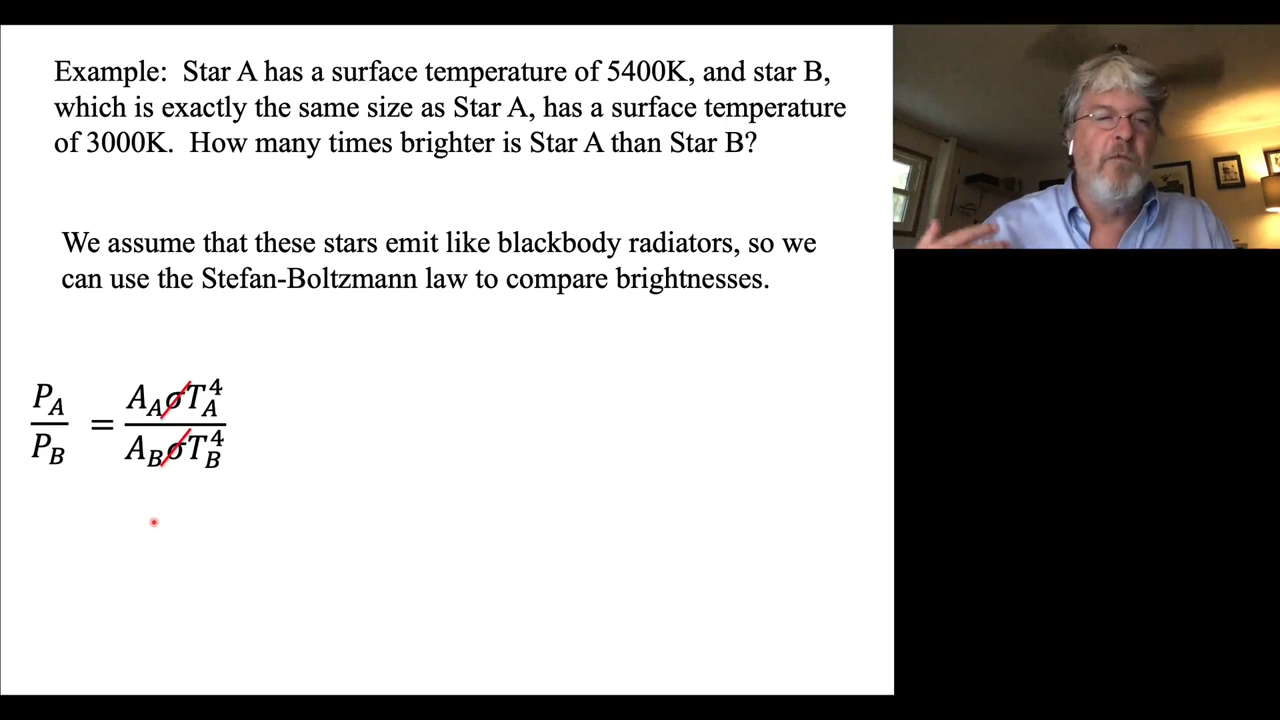 Example: Star A has a surface temperature of 5400K, and star B,
which is exactly the same size as Star A, has a surface temperature
of 3000K. How many times brighter is Star A than Star B?
We assume that these stars emit like blackbody radiators, so we
can use the Stefan-Boltzmann law to compare brightnesses.
P_A / P_B = A_A σ T_A^4 / A_B σ T_B^4